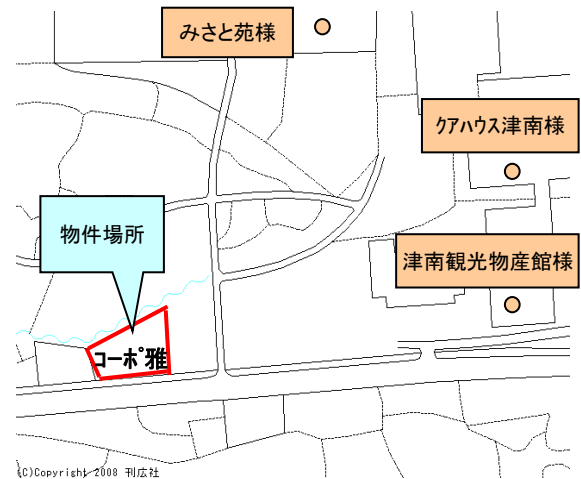 みさと苑様
クアハウス津南様
物件場所
津南観光物産館様
コーポ雅
(C)Copyright 2008 刊広社